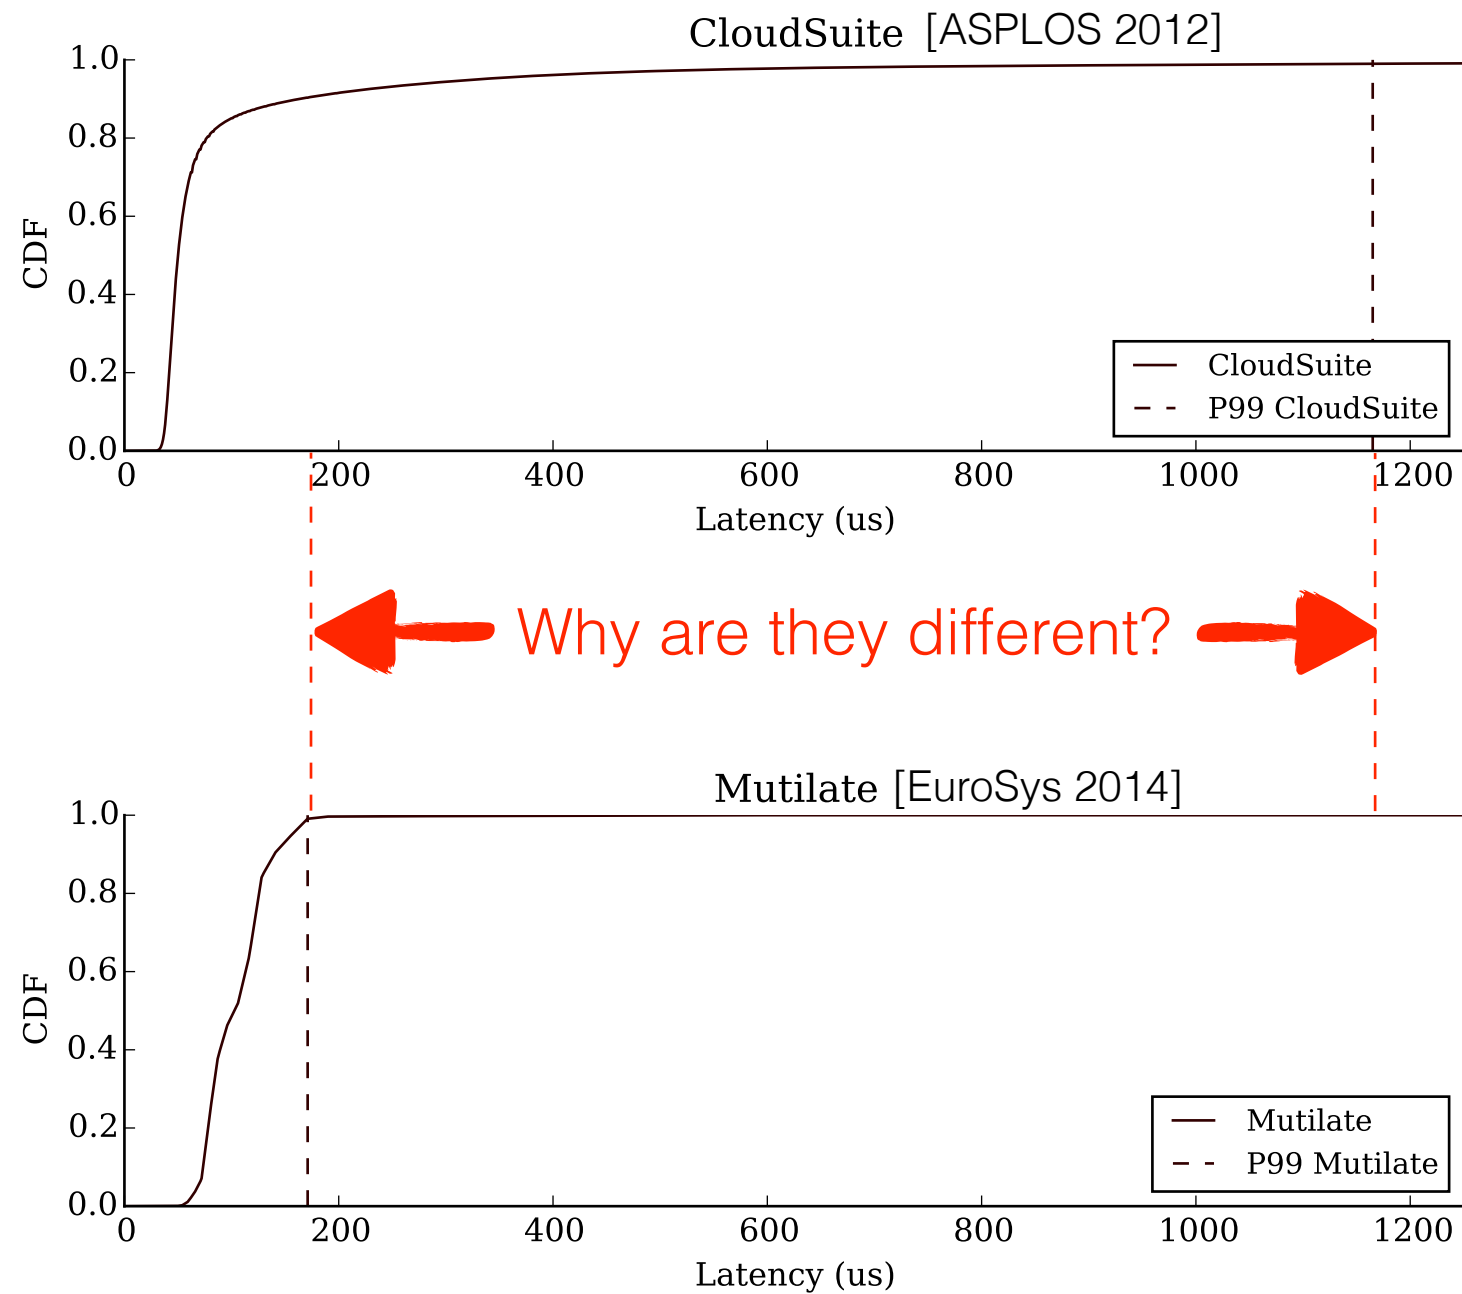 CloudSuite [ASPLOS 2012]
1.0
0.8
0.6
0.4
0.2
0.0
CDF
CloudSuite
P99 CloudSuite
0 200 400 600 800 1000 1200
Latency (us)
Why are they different?
Mutilate [EuroSys 2014]
1.0
0.8
0.6
0.4
0.2
0.0
CDF
Mutilate
P99 Mutilate
0 200 400 600 800 1000 1200
Latency (us)